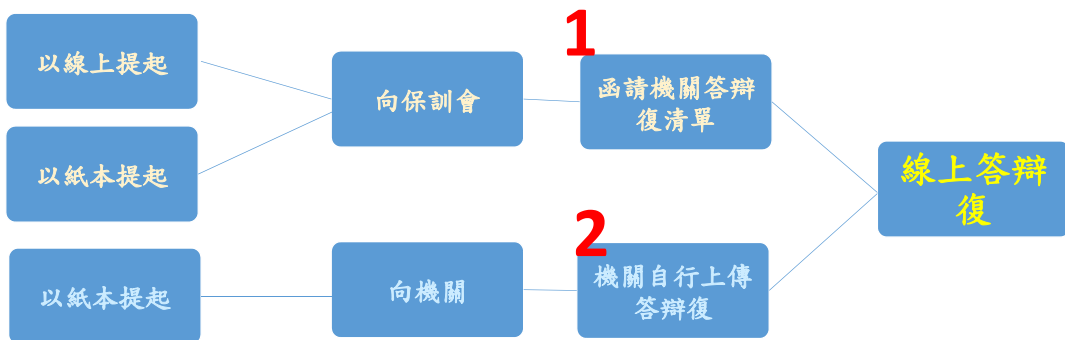 以線上提起
以紙本提起
向保訓會
1
函請機關答辯
復清單
以紙本提起
向機關
2
機關自行上傳
答辯復
線上答辯
復